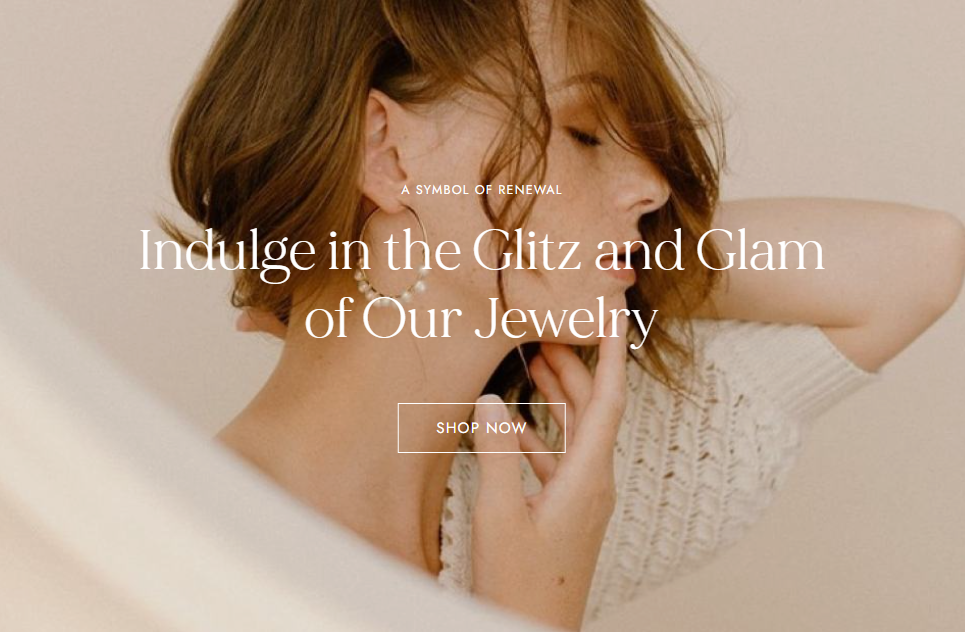 A SYMBOL OF RENEWAL
Indulge in the Glitz and Glam
of Our Jewelry
SHOP NOW